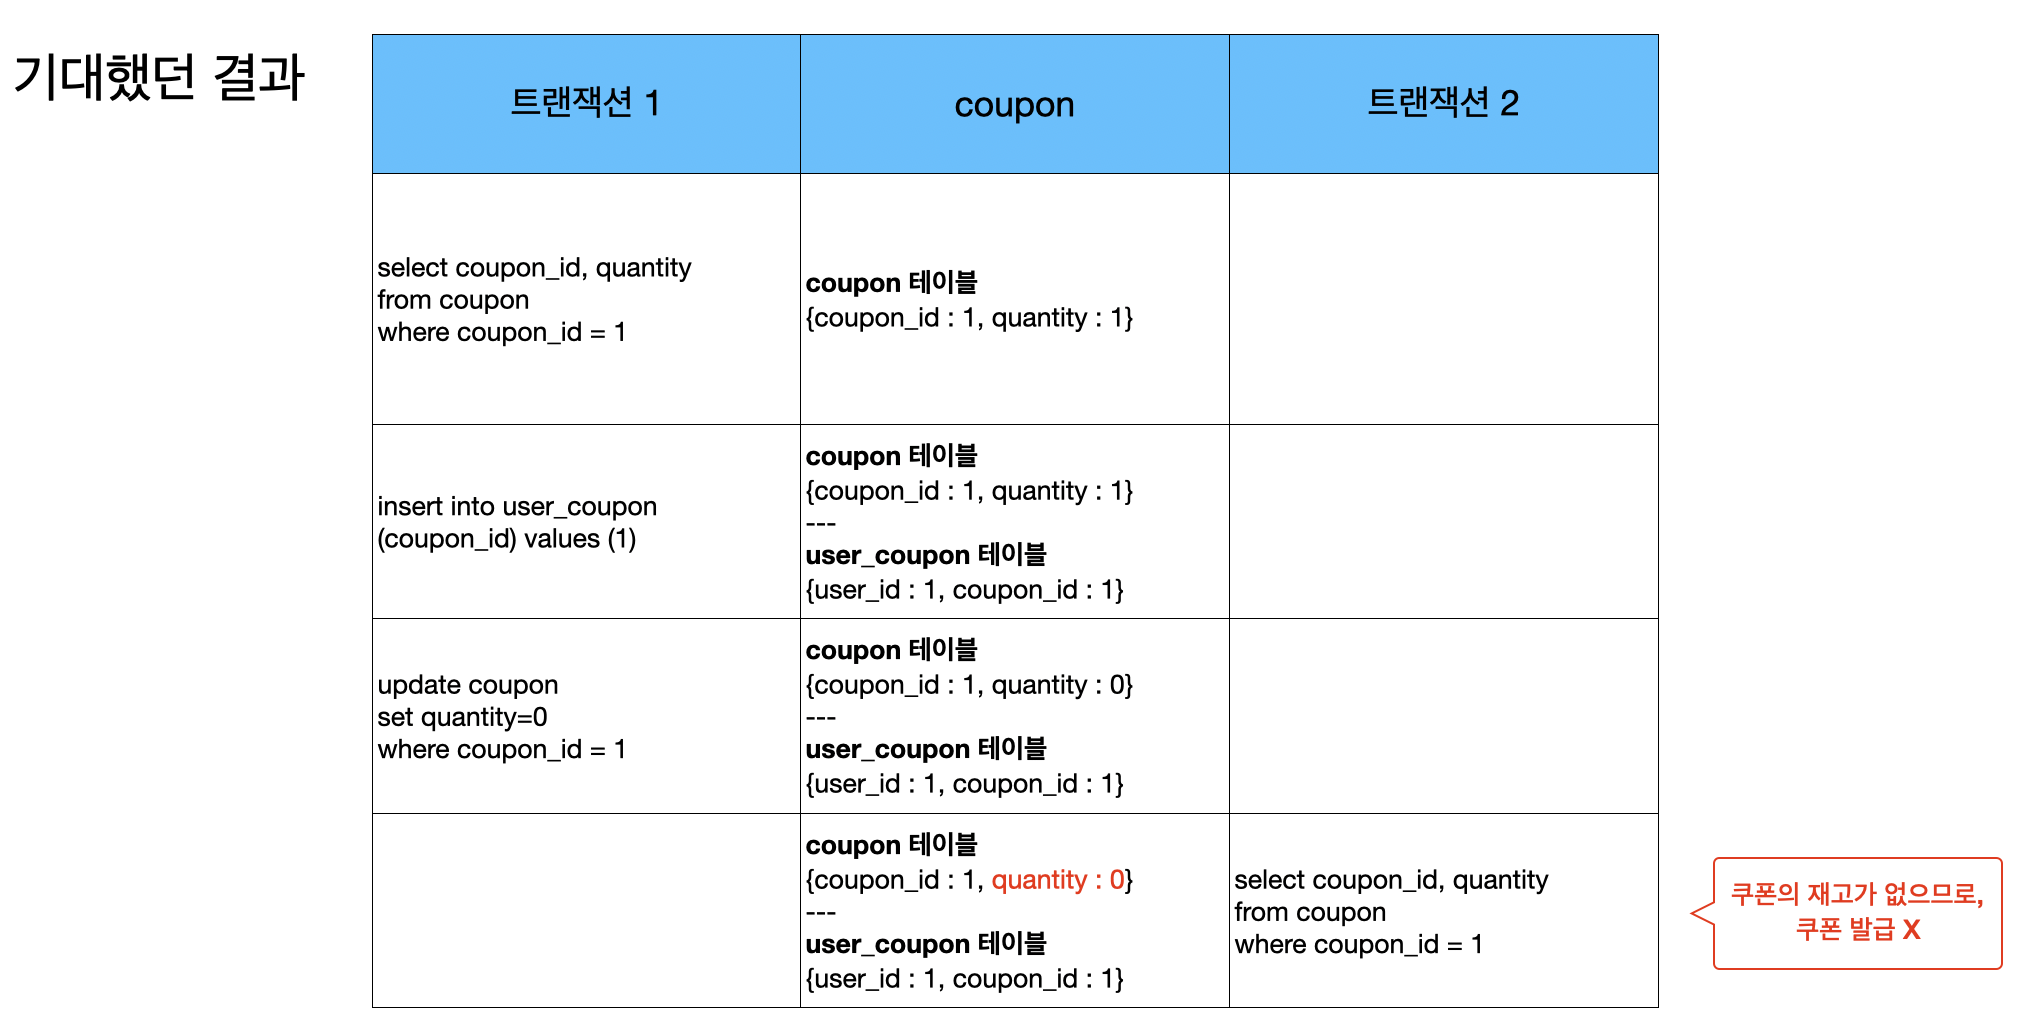 기대했던 결과
트랜잭션 1
coupon
트랜잭션 2
select coupon_id, quantity
from coupon
where coupon_id = 1
coupon 테이블
{coupon_id : 1, quantity : 1}
insert into user_coupon
(coupon_id) values (1)
coupon 테이블
{coupon_id : 1, quantity : 1}
---
user_coupon 테이블
{user_id : 1, coupon_id : 1}
update coupon
set quantity=0
where coupon_id = 1
coupon 테이블
{coupon_id : 1, quantity : 0}
---
user_coupon 테이블
{user_id : 1, coupon_id : 1}
coupon 테이블
{coupon_id : 1, quantity : 0}
---
user_coupon 테이블
{user_id : 1, coupon_id : 1}
select coupon_id, quantity
from coupon
where coupon_id = 1
쿠폰의 재고가 없으므로,
쿠폰 발급 X